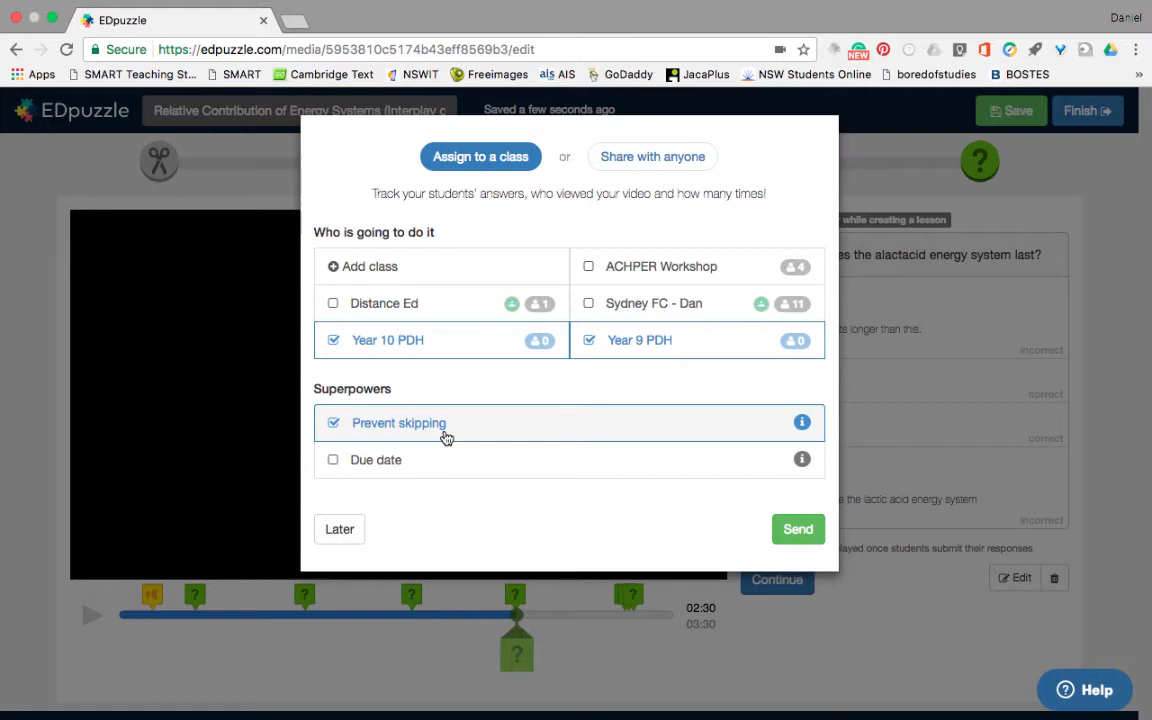 EDpuzzle
Daniel
Secure https://edpuzzle.com/media/5953810c5174b43eff8569b3/edit
NEW
Apps SMART Teaching St... SMART Cambridge Text NSWIT Freeimages als AIS GoDaddy JacaPlus NSW Students Online boredofstudies B BOSTES »
EDpuzzle Relative Contribution of Energy Systems (Interplay o Saved a few seconds ago Save Finish
Assign to a class or Share with anyone
Track your students' answers, who viewed your video and how many times!
while creating a lesson
Who is going to do it
es the alactacid energy system last?
Add class ACHPER Workshop 4
Distance Ed 1 Sydney FC - Dan 11
ts longer than this.
Year 10 PDH 0 Year 9 PDH 0
incorrect
Superpowers
correct
Prevent skipping
correct
Due date
e the lactic acid energy system
incorrect
Later Send
layed once students submit their responses
Continue Edit
? ? ? ? ?
02:30
03:30
?
Help